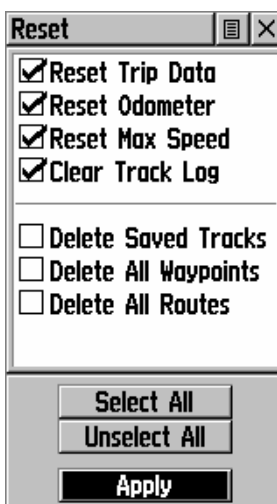 Reset
Reset Trip Data
Reset Odometer
Reset Max Speed
Clear Track Log
Delete Saved Tracks
Delete All Waypoints
Delete All Routes
Select All
Unselect All
Apply